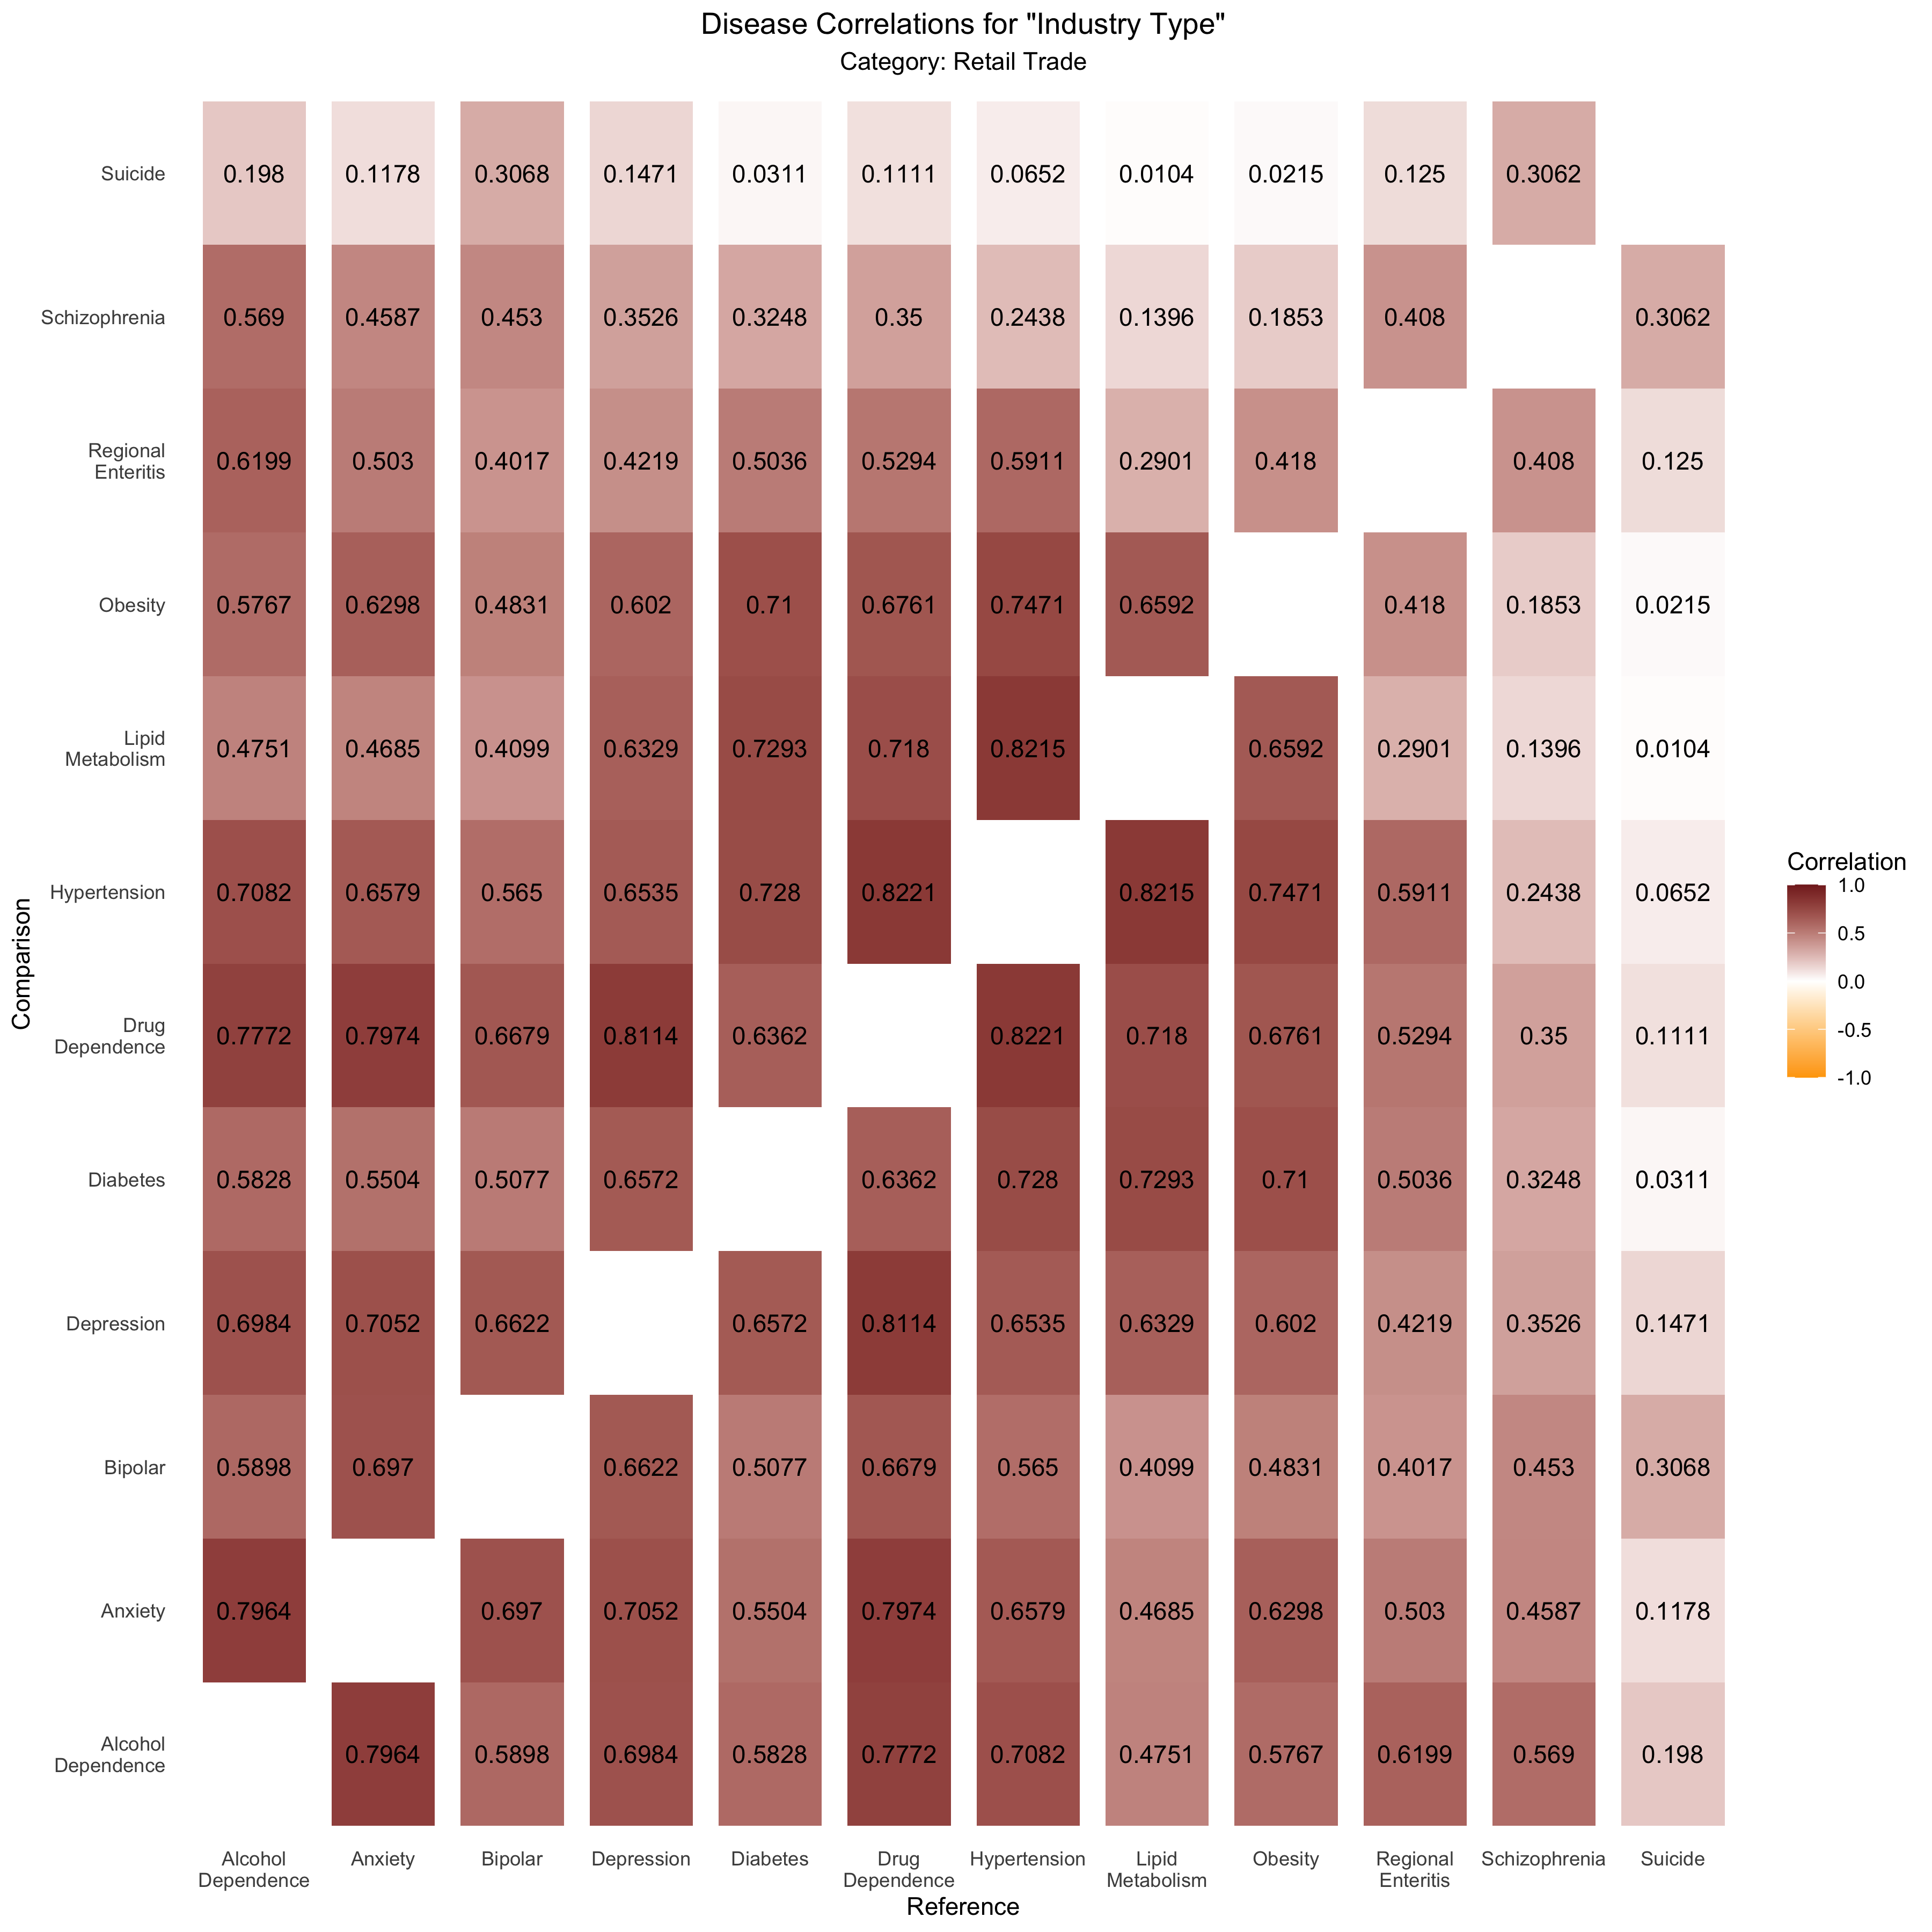 Disease Correlations for "Industry Type"
Category: Retail Trade
Comparison
Suicide
0.198 0.1178 0.3068 0.1471 0.0311 0.1111 0.0652 0.0104 0.0215 0.125 0.3062
Schizophrenia
0.569 0.4587 0.453 0.3526 0.3248 0.35 0.2438 0.1396 0.1853 0.408 0.3062
Regional
Enteritis
0.6199 0.503 0.4017 0.4219 0.5036 0.5294 0.5911 0.2901 0.418 0.408 0.125
Obesity
0.5767 0.6298 0.4831 0.602 0.71 0.6761 0.7471 0.6592 0.418 0.1853 0.0215
Lipid
Metabolism
0.4751 0.4685 0.4099 0.6329 0.7293 0.718 0.8215 0.6592 0.2901 0.1396 0.0104
Hypertension
0.7082 0.6579 0.565 0.6535 0.728 0.8221 0.8215 0.7471 0.5911 0.2438 0.0652
Drug
Dependence
0.7772 0.7974 0.6679 0.8114 0.6362 0.8221 0.718 0.6761 0.5294 0.35 0.1111
Diabetes
0.5828 0.5504 0.5077 0.6572 0.6362 0.728 0.7293 0.71 0.5036 0.3248 0.0311
Depression
0.6984 0.7052 0.6622 0.6572 0.8114 0.6535 0.6329 0.602 0.4219 0.3526 0.1471
Bipolar
0.5898 0.697 0.6622 0.5077 0.6679 0.565 0.4099 0.4831 0.4017 0.453 0.3068
Anxiety
0.7964 0.697 0.7052 0.5504 0.7974 0.6579 0.4685 0.6298 0.503 0.4587 0.1178
Alcohol
Dependence
0.7964 0.5898 0.6984 0.5828 0.7772 0.7082 0.4751 0.5767 0.6199 0.569 0.198
Alcohol
Dependence
Anxiety
Bipolar
Depression
Diabetes
Drug
Dependence
Hypertension
Lipid
Metabolism
Obesity
Regional
Enteritis
Schizophrenia
Suicide
Reference
Correlation
1.0
0.5
0.0
-0.5
-1.0